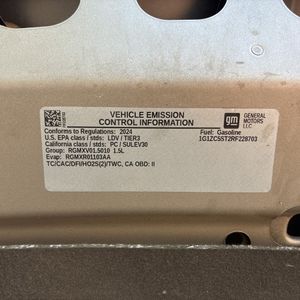 VEHICLE EMISSION
CONTROL INFORMATION
gm
GENERAL
MOTORS
LLC
Conforms to Regulations: 2024
Fuel: Gasoline
U.S. EPA class / stds: LDV / TIER3
1G1ZC5ST2RF228703
California class / stds: PC / SULEV30
Group: RGMXV01.5010 1.5L
Evap: RGMXR01103AA
TC/CAC/DFI/HO2S(2)/TWC, CA OBD: II